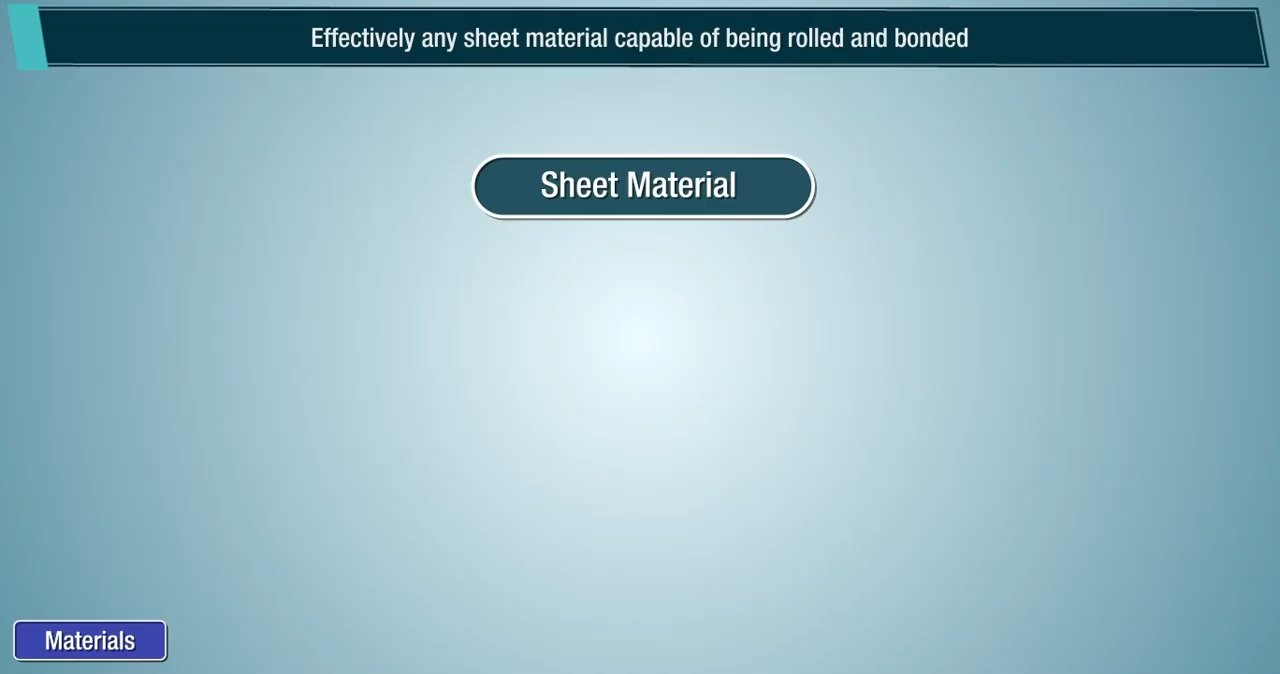 Effectively any sheet material capable of being rolled and bonded
Sheet Material
Materials